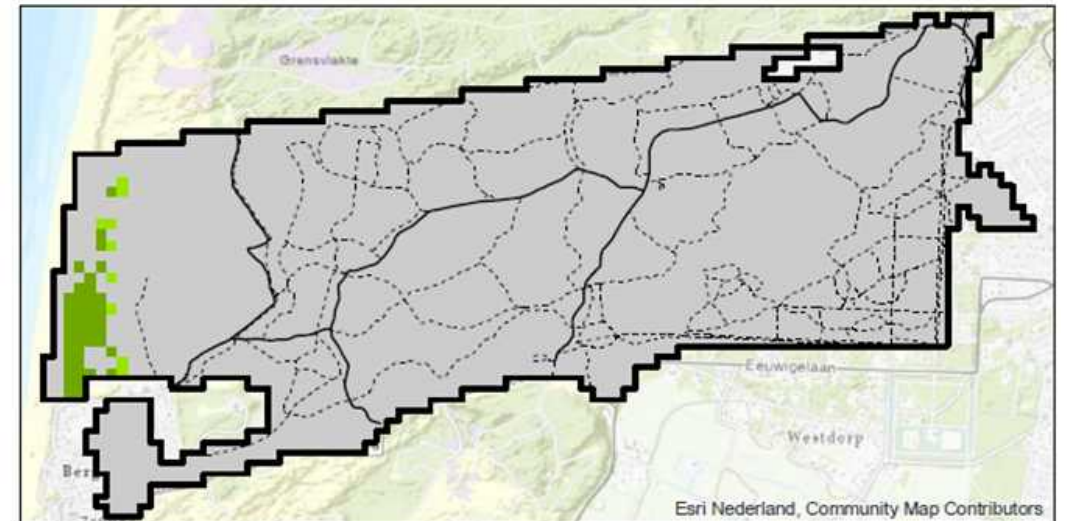 Grensvlakte
Eeuwigelaan
Westdorp
Esri Nederland, Community Map Contributors